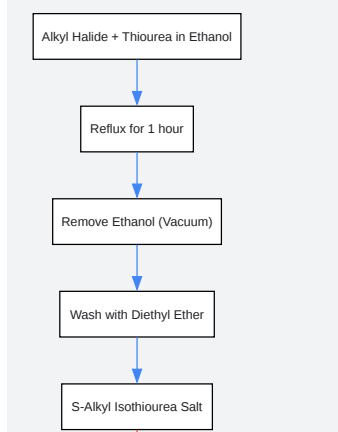 Alkyl Halide + Thiourea in Ethanol
Reflux for 1 hour
Remove Ethanol (Vacuum)
Wash with Diethyl Ether
S-Alkyl Isothiourea Salt